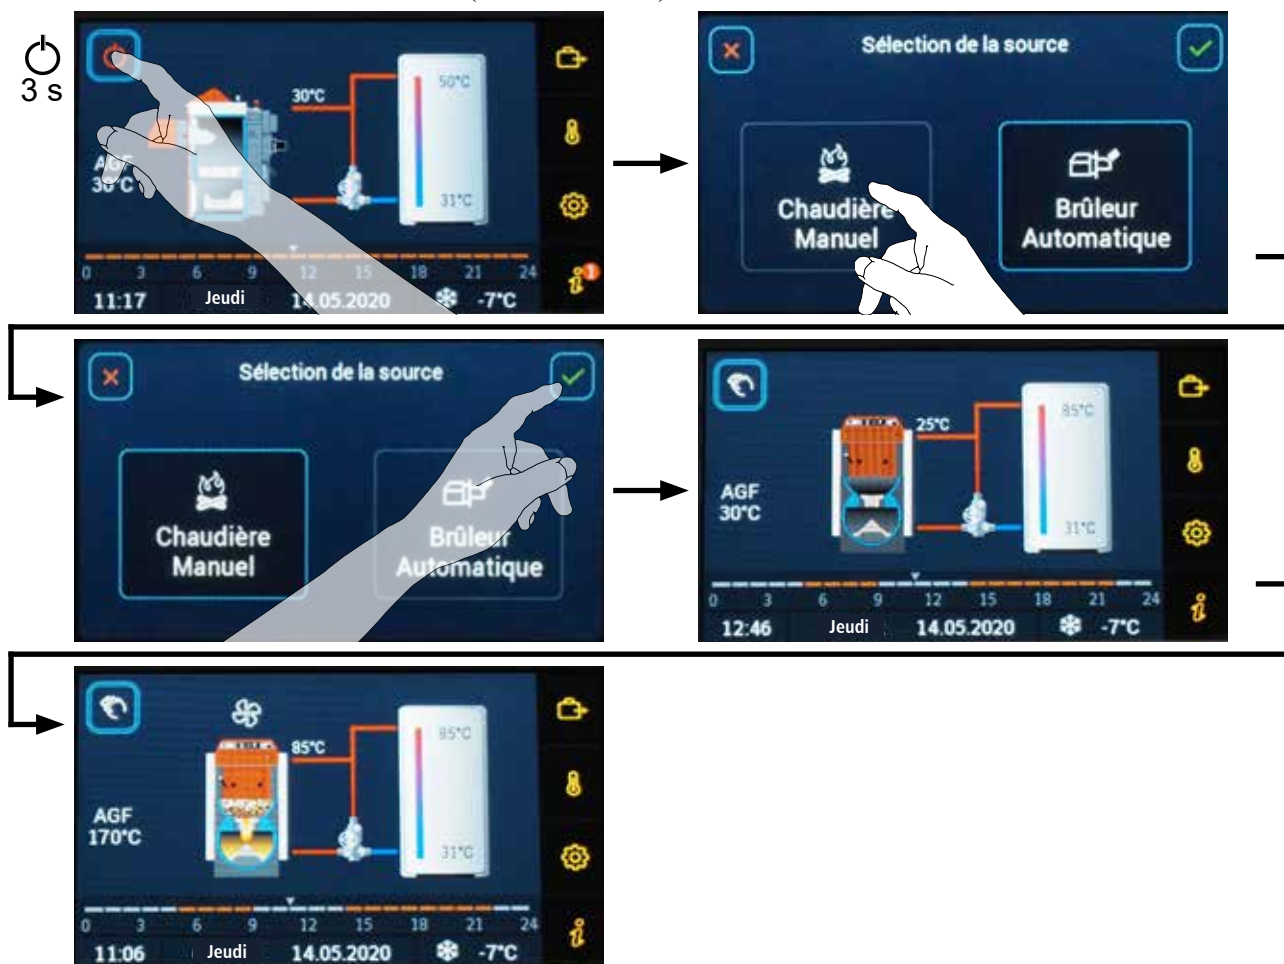 3 s
30°C
50°C
AGF
30°C
31°C
0 3 6 9 12 15 18 21 24
11:17 Jeudi 14.05.2020 -7°C
1
Sélection de la source
Chaudière
Manuel
Brûleur
Automatique
Sélection de la source
Chaudière
Manuel
Brûleur
Automatique
25°C
85°C
AGF
30°C
31°C
0 3 6 9 12 15 18 21 24
12:46 Jeudi 14.05.2020 -7°C
85°C
85°C
AGF
170°C
31°C
0 3 6 9 12 15 18 21 24
11:06 Jeudi 14.05.2020 -7°C